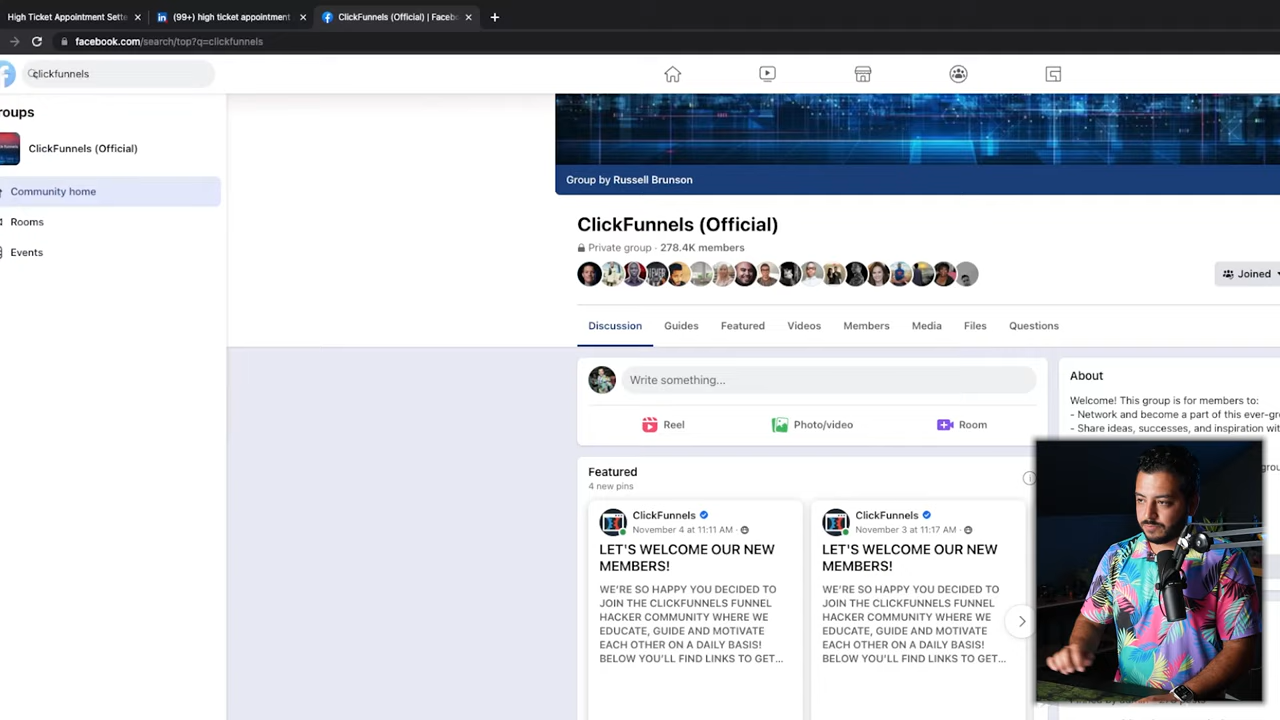 High Ticket Appointment Sette
(99+) high ticket appointment
ClickFunnels (Official) | Faceb
facebook.com/search/top?q=clickfunnels
clickfunnels
roups
ClickFunnels (Official)
Community home
Rooms
Events
Group by Russell Brunson
ClickFunnels (Official)
Private group · 278.4K members
Joined
Discussion
Guides
Featured
Videos
Members
Media
Files
Questions
Write something...
Reel
Photo/video
Room
About
Welcome! This group is for members to:
- Network and become a part of this ever-gr
- Share ideas, successes, and inspiration wit
Featured
4 new pins
ClickFunnels
November 4 at 11:11 AM ·
LET'S WELCOME OUR NEW
MEMBERS!
WE'RE SO HAPPY YOU DECIDED TO
JOIN THE CLICKFUNNELS FUNNEL
HACKER COMMUNITY WHERE WE
EDUCATE, GUIDE AND MOTIVATE
EACH OTHER ON A DAILY BASIS!
BELOW YOU'LL FIND LINKS TO GET...
ClickFunnels
November 3 at 11:17 AM ·
LET'S WELCOME OUR NEW
MEMBERS!
WE'RE SO HAPPY YOU DECIDED TO
JOIN THE CLICKFUNNELS FUNNEL
HACKER COMMUNITY WHERE WE
EDUCATE, GUIDE AND MOTIVATE
EACH OTHER ON A DAILY BASIS!
BELOW YOU'LL FIND LINKS TO GET...